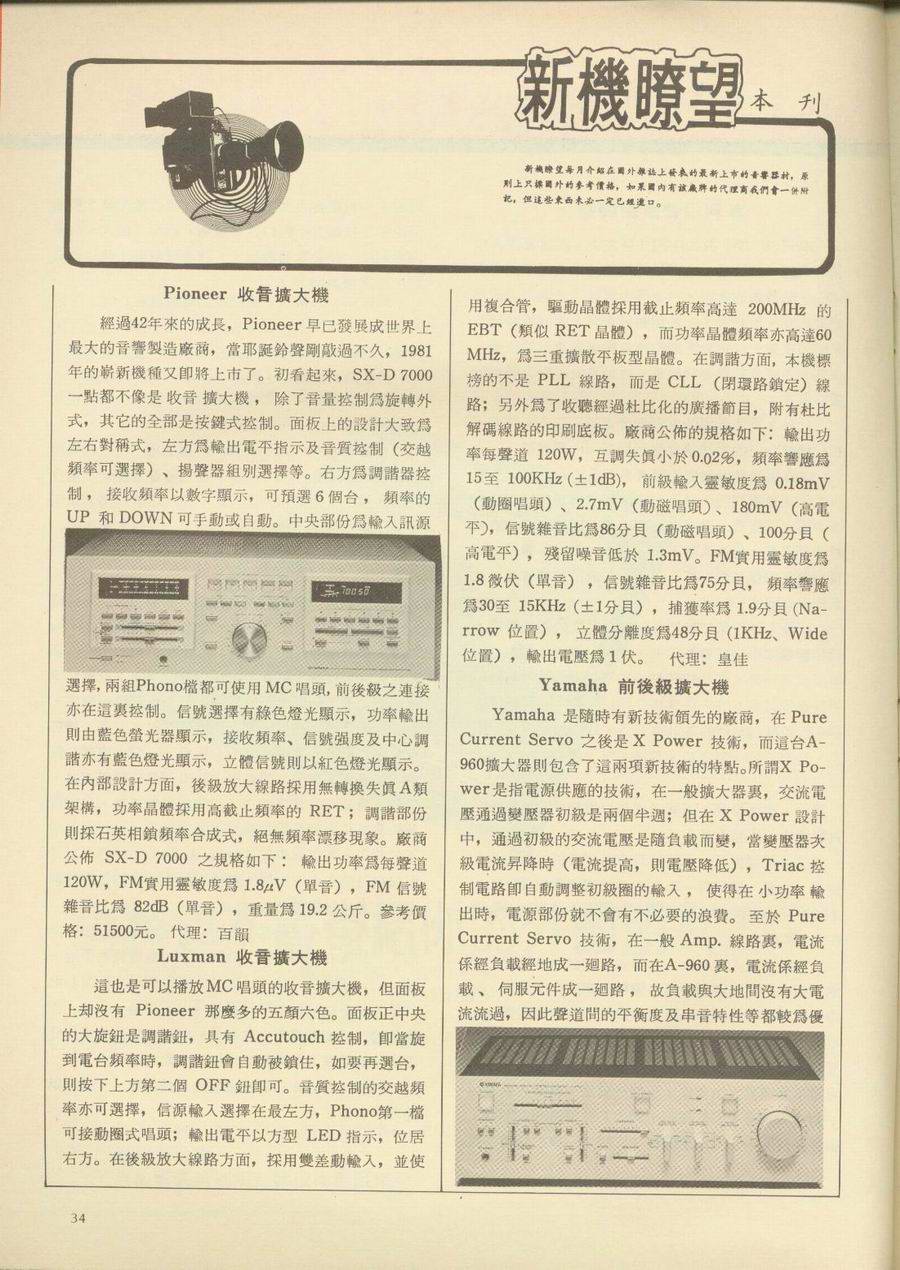 新機瞭望
本 刊
新機瞭望每月介紹在國外雜誌上發表的最新上市的音響器材，原
則上只採國外的參考價格，如果國內有該廠牌的代理商我們會一併附
記，但這些東西未必一定已經進口。
Pioneer 收音擴大機
經過42年來的成長，Pioneer 早已發展成世界上
最大的音響製造廠商，當耶誕鈴聲剛敲過不久，1981
年的嶄新機種又即將上市了。初看起來，SX-D 7000
一點都不像是 收音 擴大機 ， 除了音量控制爲旋轉外
式，其它的全部是按鍵式控制。面板上的設計大致爲
左右對稱式，左方爲輸出電平指示及音質控制（交越
頻率可選擇）、揚聲器組別選擇等。右方爲調諧器控
制 ， 接收頻率以數字顯示，可預選 6 個台 ， 頻率的
UP 和 DOWN 可手動或自動。中央部份爲輸入訊源
選擇，兩組Phono檔都可使用 MC 唱頭，前後級之連接
亦在這裏控制。信號選擇有綠色燈光顯示，功率輸出
則由藍色螢光器顯示，接收頻率、信號强度及中心調
諧亦有藍色燈光顯示，立體信號則以紅色燈光顯示。
在內部設計方面，後級放大線路採用無轉換失眞A類
架構，功率晶體採用高截止頻率的 RET；調諧部份
則採石英相鎖頻率合成式，絕無頻率漂移現象。廠商
公佈 SX-D 7000 之規格如下： 輸出功率爲每聲道
120W，FM實用靈敏度爲 1.8μV（單音），FM 信號
雜音比爲 82dB（單音），重量爲 19.2 公斤。參考價
格：51500元。 代理：百韻
Luxman 收音擴大機
這也是可以播放MC唱頭的收音擴大機，但面板
上却沒有 Pioneer 那麼多的五顏六色。面板正中央
的大旋鈕是調諧鈕，具有 Accutouch 控制，卽當旋
到電台頻率時，調諧鈕會自動被鎖住，如要再選台，
則按下上方第二個 OFF 鈕卽可。音質控制的交越頻
率亦可選擇，信源輸入選擇在最左方，Phono第一檔
可接動圈式唱頭；輸出電平以方型 LED 指示，位居
右方。在後級放大線路方面，採用雙差動輸入，並使
用複合管，驅動晶體採用截止頻率高達 200MHz 的
EBT（類似 RET 晶體），而功率晶體頻率亦高達60
MHz，爲三重擴散平板型晶體。在調諧方面，本機標
榜的不是 PLL 線路， 而是 CLL （閉環路鎖定）線
路；另外爲了收聽經過杜比化的廣播節目，附有杜比
解碼線路的印刷底板。廠商公佈的規格如下：輸出功
率每聲道 120W，互調失眞小於 0.02%，頻率響應爲
15至 100KHz (±1dB)， 前級輸入靈敏度爲 0.18mV
（動圈唱頭）、2.7mV（動磁唱頭）、180mV（高電
平)，信號雜音比爲86分貝（動磁唱頭）、100分貝（
高電平），殘留噪音低於 1.3mV。FM實用靈敏度爲
1.8 微伏（單音），信號雜音比爲75分貝， 頻率響應
爲30至 15KHz（±1分貝），捕獲率爲 1.9分貝 (Na-
rrow 位置）， 立體分離度爲48分貝（1KHz、Wide
位置），輸出電壓爲 1 伏。 代理：皇佳
Yamaha 前後級擴大機
Yamaha 是隨時有新技術領先的廠商，在 Pure
Current Servo 之後是 X Power 技術，而這台A-
960擴大器則包含了這兩項新技術的特點。所謂X Po-
wer是指電源供應的技術，在一般擴大器裏，交流電
壓通過變壓器初級是兩個半週；但在 X Power 設計
中，通過初級的交流電壓是隨負載而變，當變壓器次
級電流昇降時（電流提高，則電壓降低），Triac 控
制電路卽自動調整初級圈的輸入 ， 使得在 小功率 輸
出時，電源部份就不會有不必要的浪費。至於 Pure
Current Servo 技術，在一般 Amp. 線路裏，電流
係經負載經地成一廻路，而在A-960 裏，電流係經負
載 、 伺服元件成一廻路 ， 故負載與大地間沒有大電
流流過，因此聲道間的平衡度及串音特性等都較爲優
YAMAHA
34